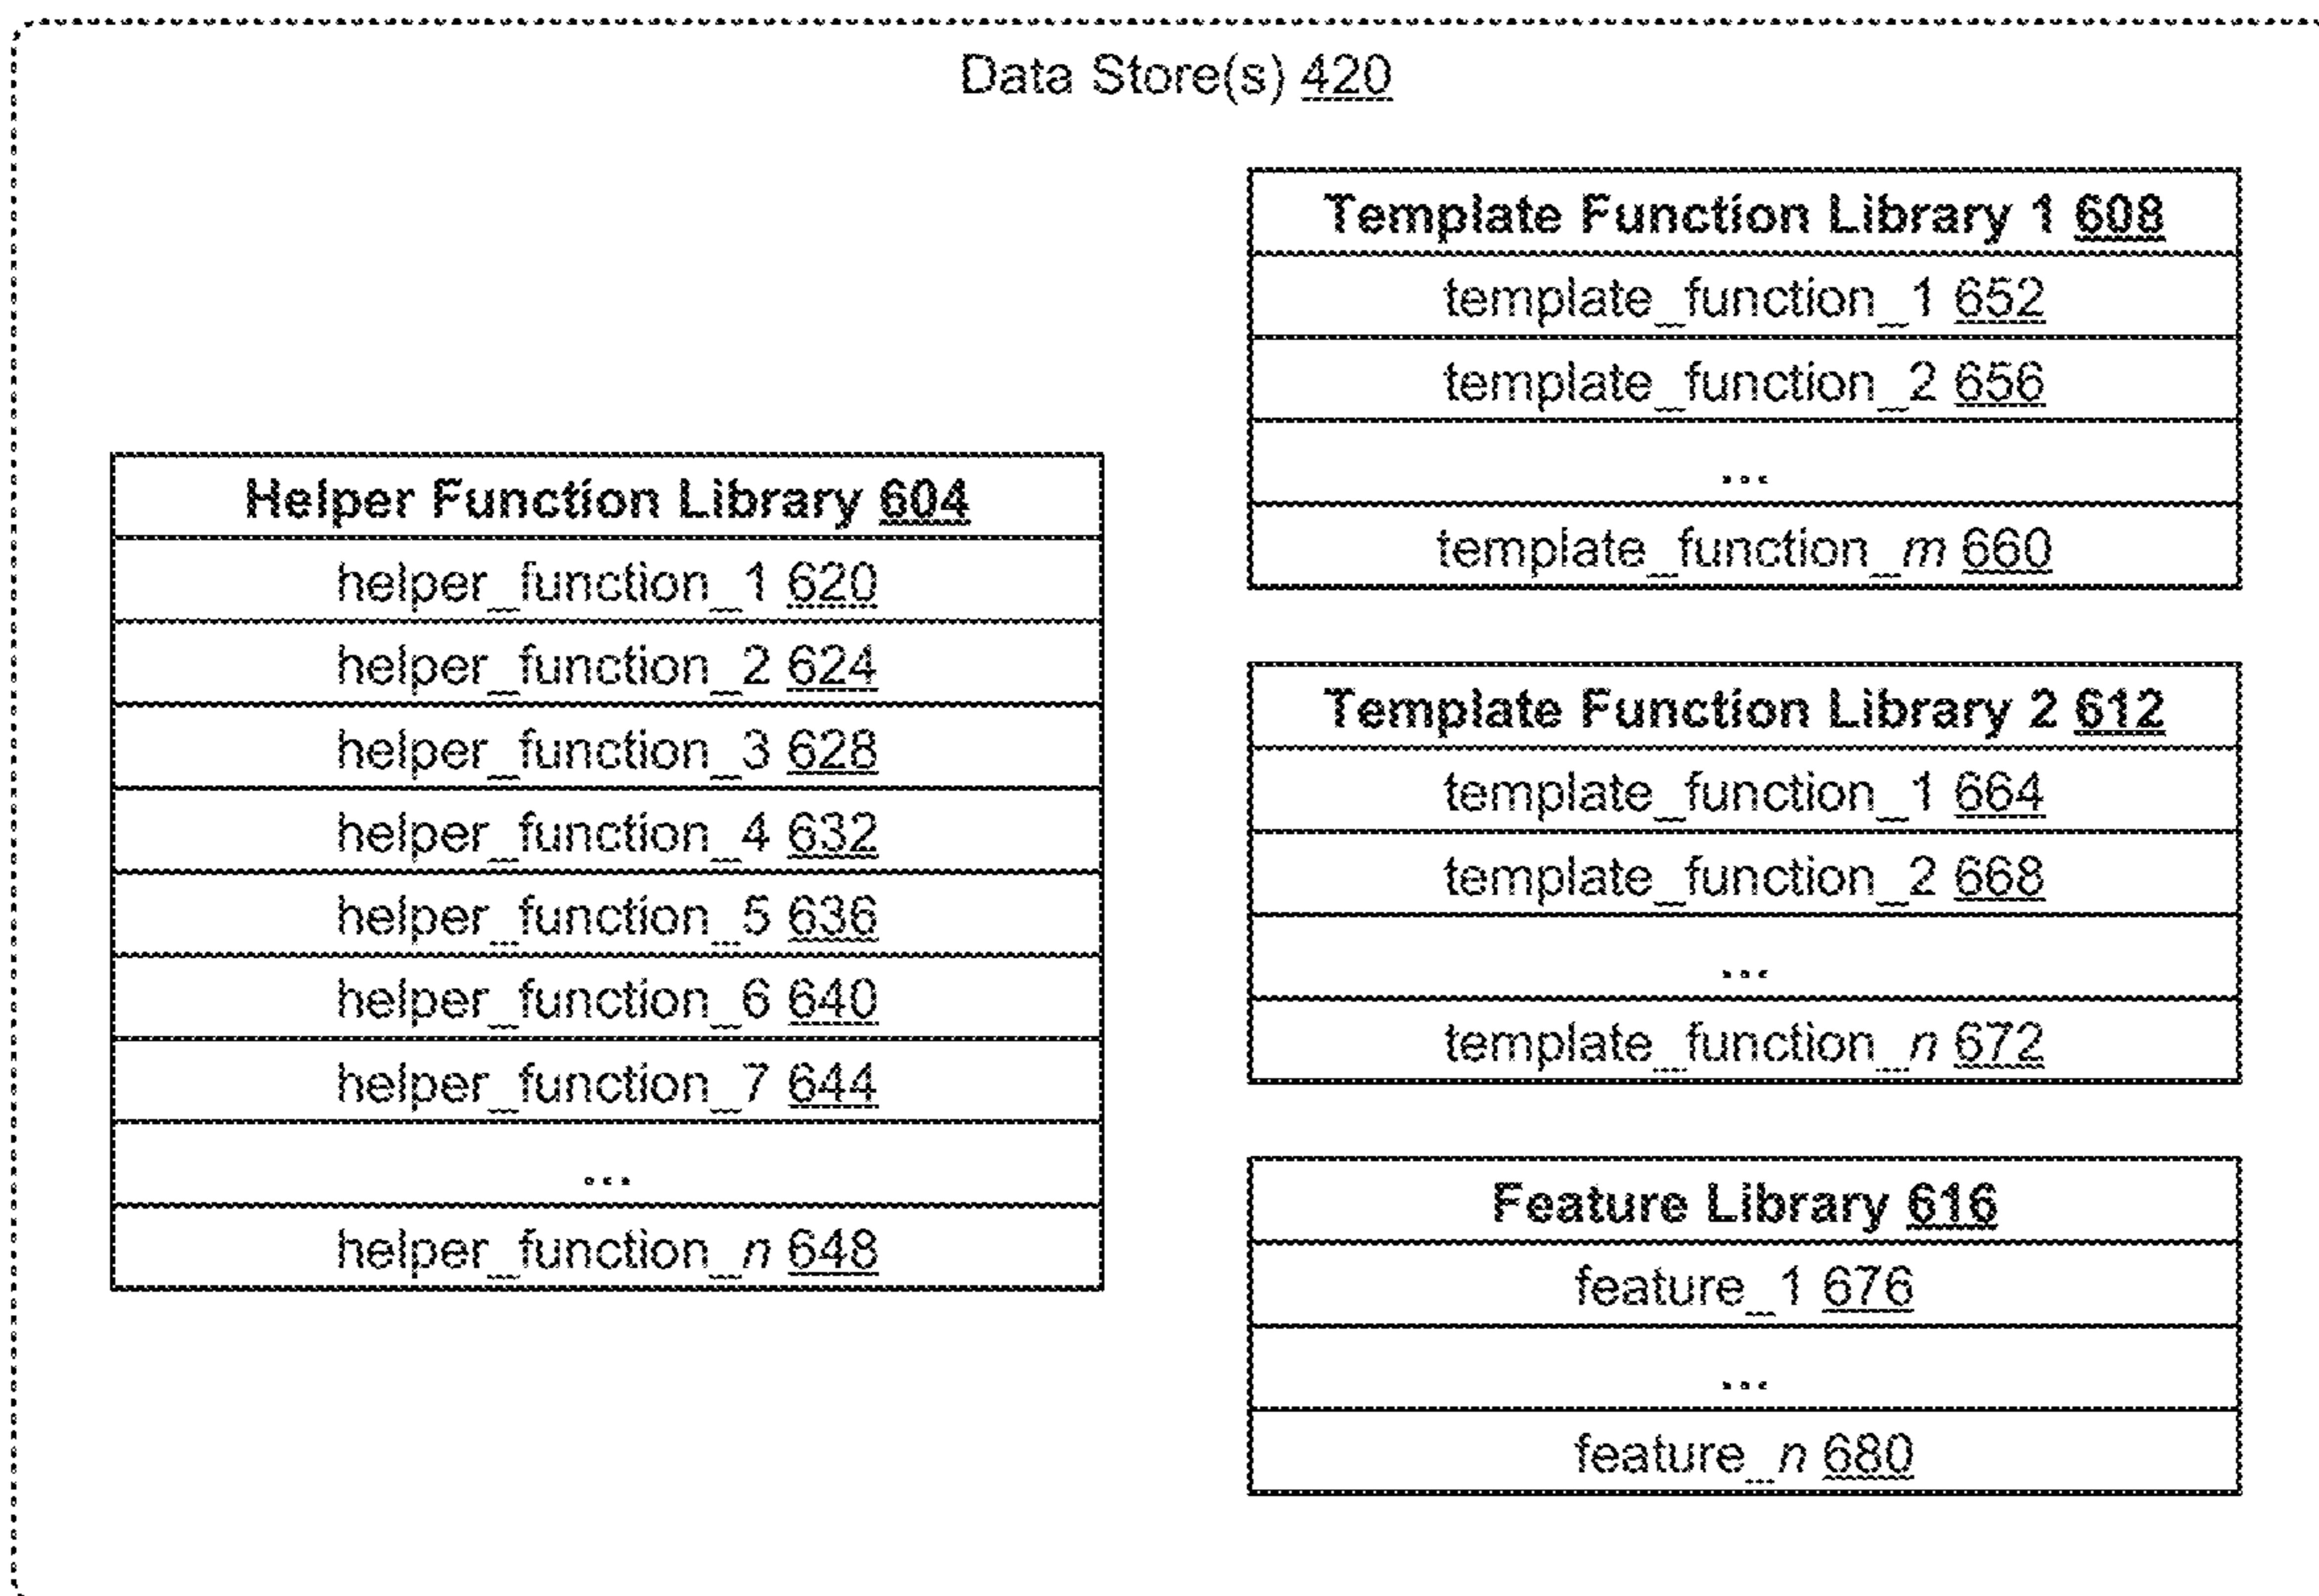 Data Store(s) 420
Helper Function Library 604
helper_function_1 620
helper_function_2 624
helper_function_3 628
helper_function_4 632
helper_function_5 636
helper_function_6 640
helper_function_7 644
...
helper_function_n 648
Template Function Library 1 608
template_function_1 652
template_function_2 656
...
template_function_m 660
Template Function Library 2 612
template_function_1 664
template_function_2 668
...
template_function_n 672
Feature Library 616
feature_1 676
...
feature_n 680